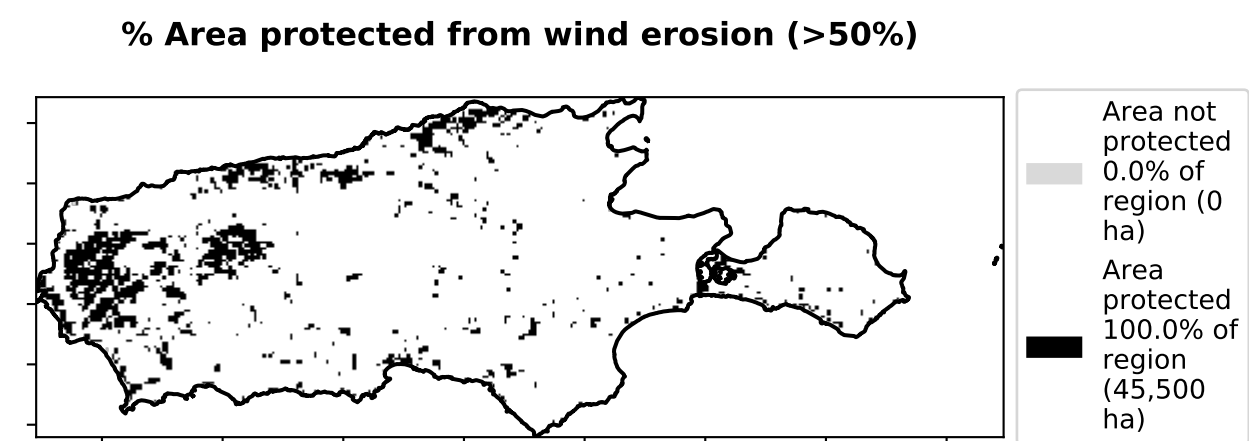 % Area protected from wind erosion (>50%)
Area not
protected
0.0% of
region (0
ha)
Area
protected
100.0% of
region
(45,500
ha)